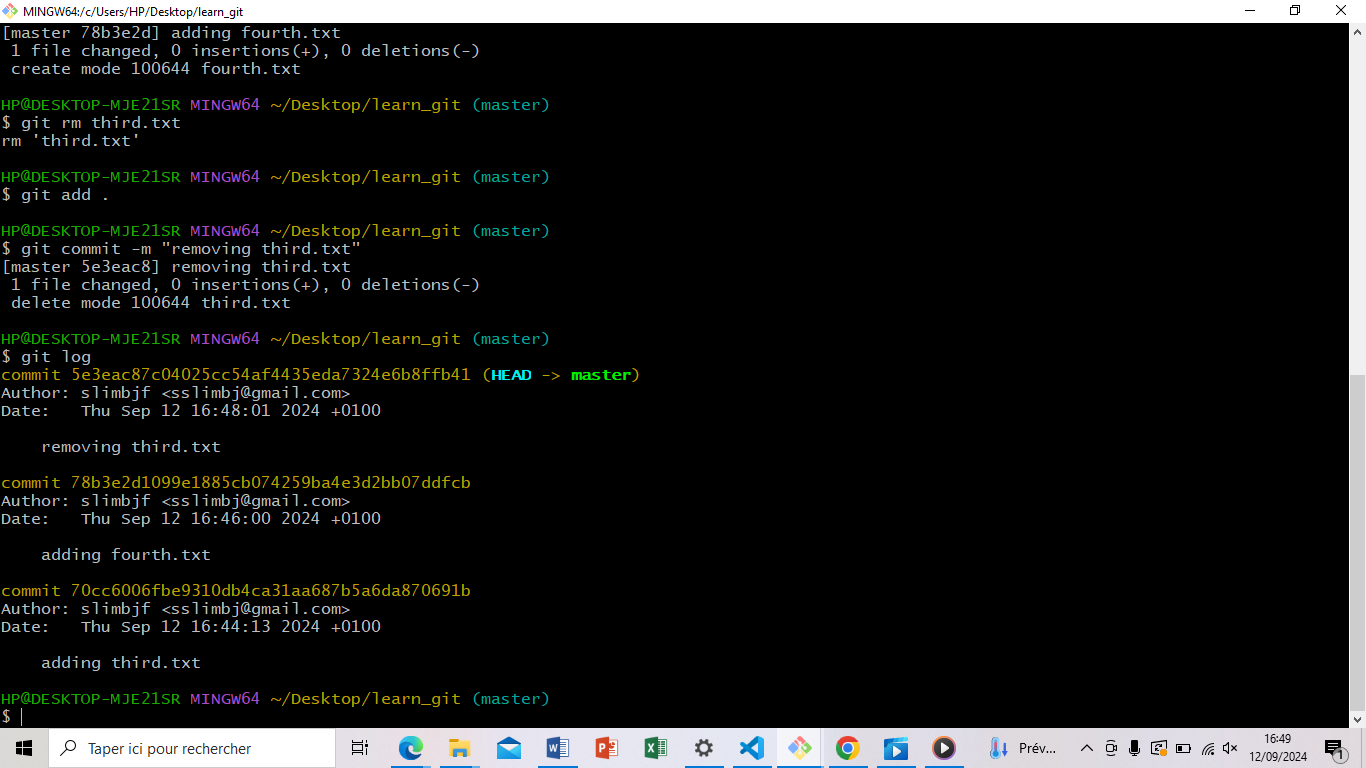 MINGW64:/c/Users/HP/Desktop/learn_git
[master 78b3e2d] adding fourth.txt
 1 file changed, 0 insertions(+), 0 deletions(-)
 create mode 100644 fourth.txt
HP@DESKTOP-MJE21SR MINGW64 ~/Desktop/learn_git (master)
$ git rm third.txt
rm 'third.txt'
HP@DESKTOP-MJE21SR MINGW64 ~/Desktop/learn_git (master)
$ git add .
HP@DESKTOP-MJE21SR MINGW64 ~/Desktop/learn_git (master)
$ git commit -m "removing third.txt"
[master 5e3eac8] removing third.txt
 1 file changed, 0 insertions(+), 0 deletions(-)
 delete mode 100644 third.txt
HP@DESKTOP-MJE21SR MINGW64 ~/Desktop/learn_git (master)
$ git log
commit 5e3eac87c04025cc54af4435eda7324e6b8ffb41 (HEAD -> master)
Author: slimbjf <sslimbj@gmail.com>
Date:   Thu Sep 12 16:48:01 2024 +0100
    removing third.txt
commit 78b3e2d1099e1885cb074259ba4e3d2bb07ddfcb
Author: slimbjf <sslimbj@gmail.com>
Date:   Thu Sep 12 16:46:00 2024 +0100
    adding fourth.txt
commit 70cc6006fbe9310db4ca31aa687b5a6da870691b
Author: slimbjf <sslimbj@gmail.com>
Date:   Thu Sep 12 16:44:13 2024 +0100
    adding third.txt
HP@DESKTOP-MJE21SR MINGW64 ~/Desktop/learn_git (master)
$
Taper ici pour rechercher
Prév...
16:49
12/09/2024
1